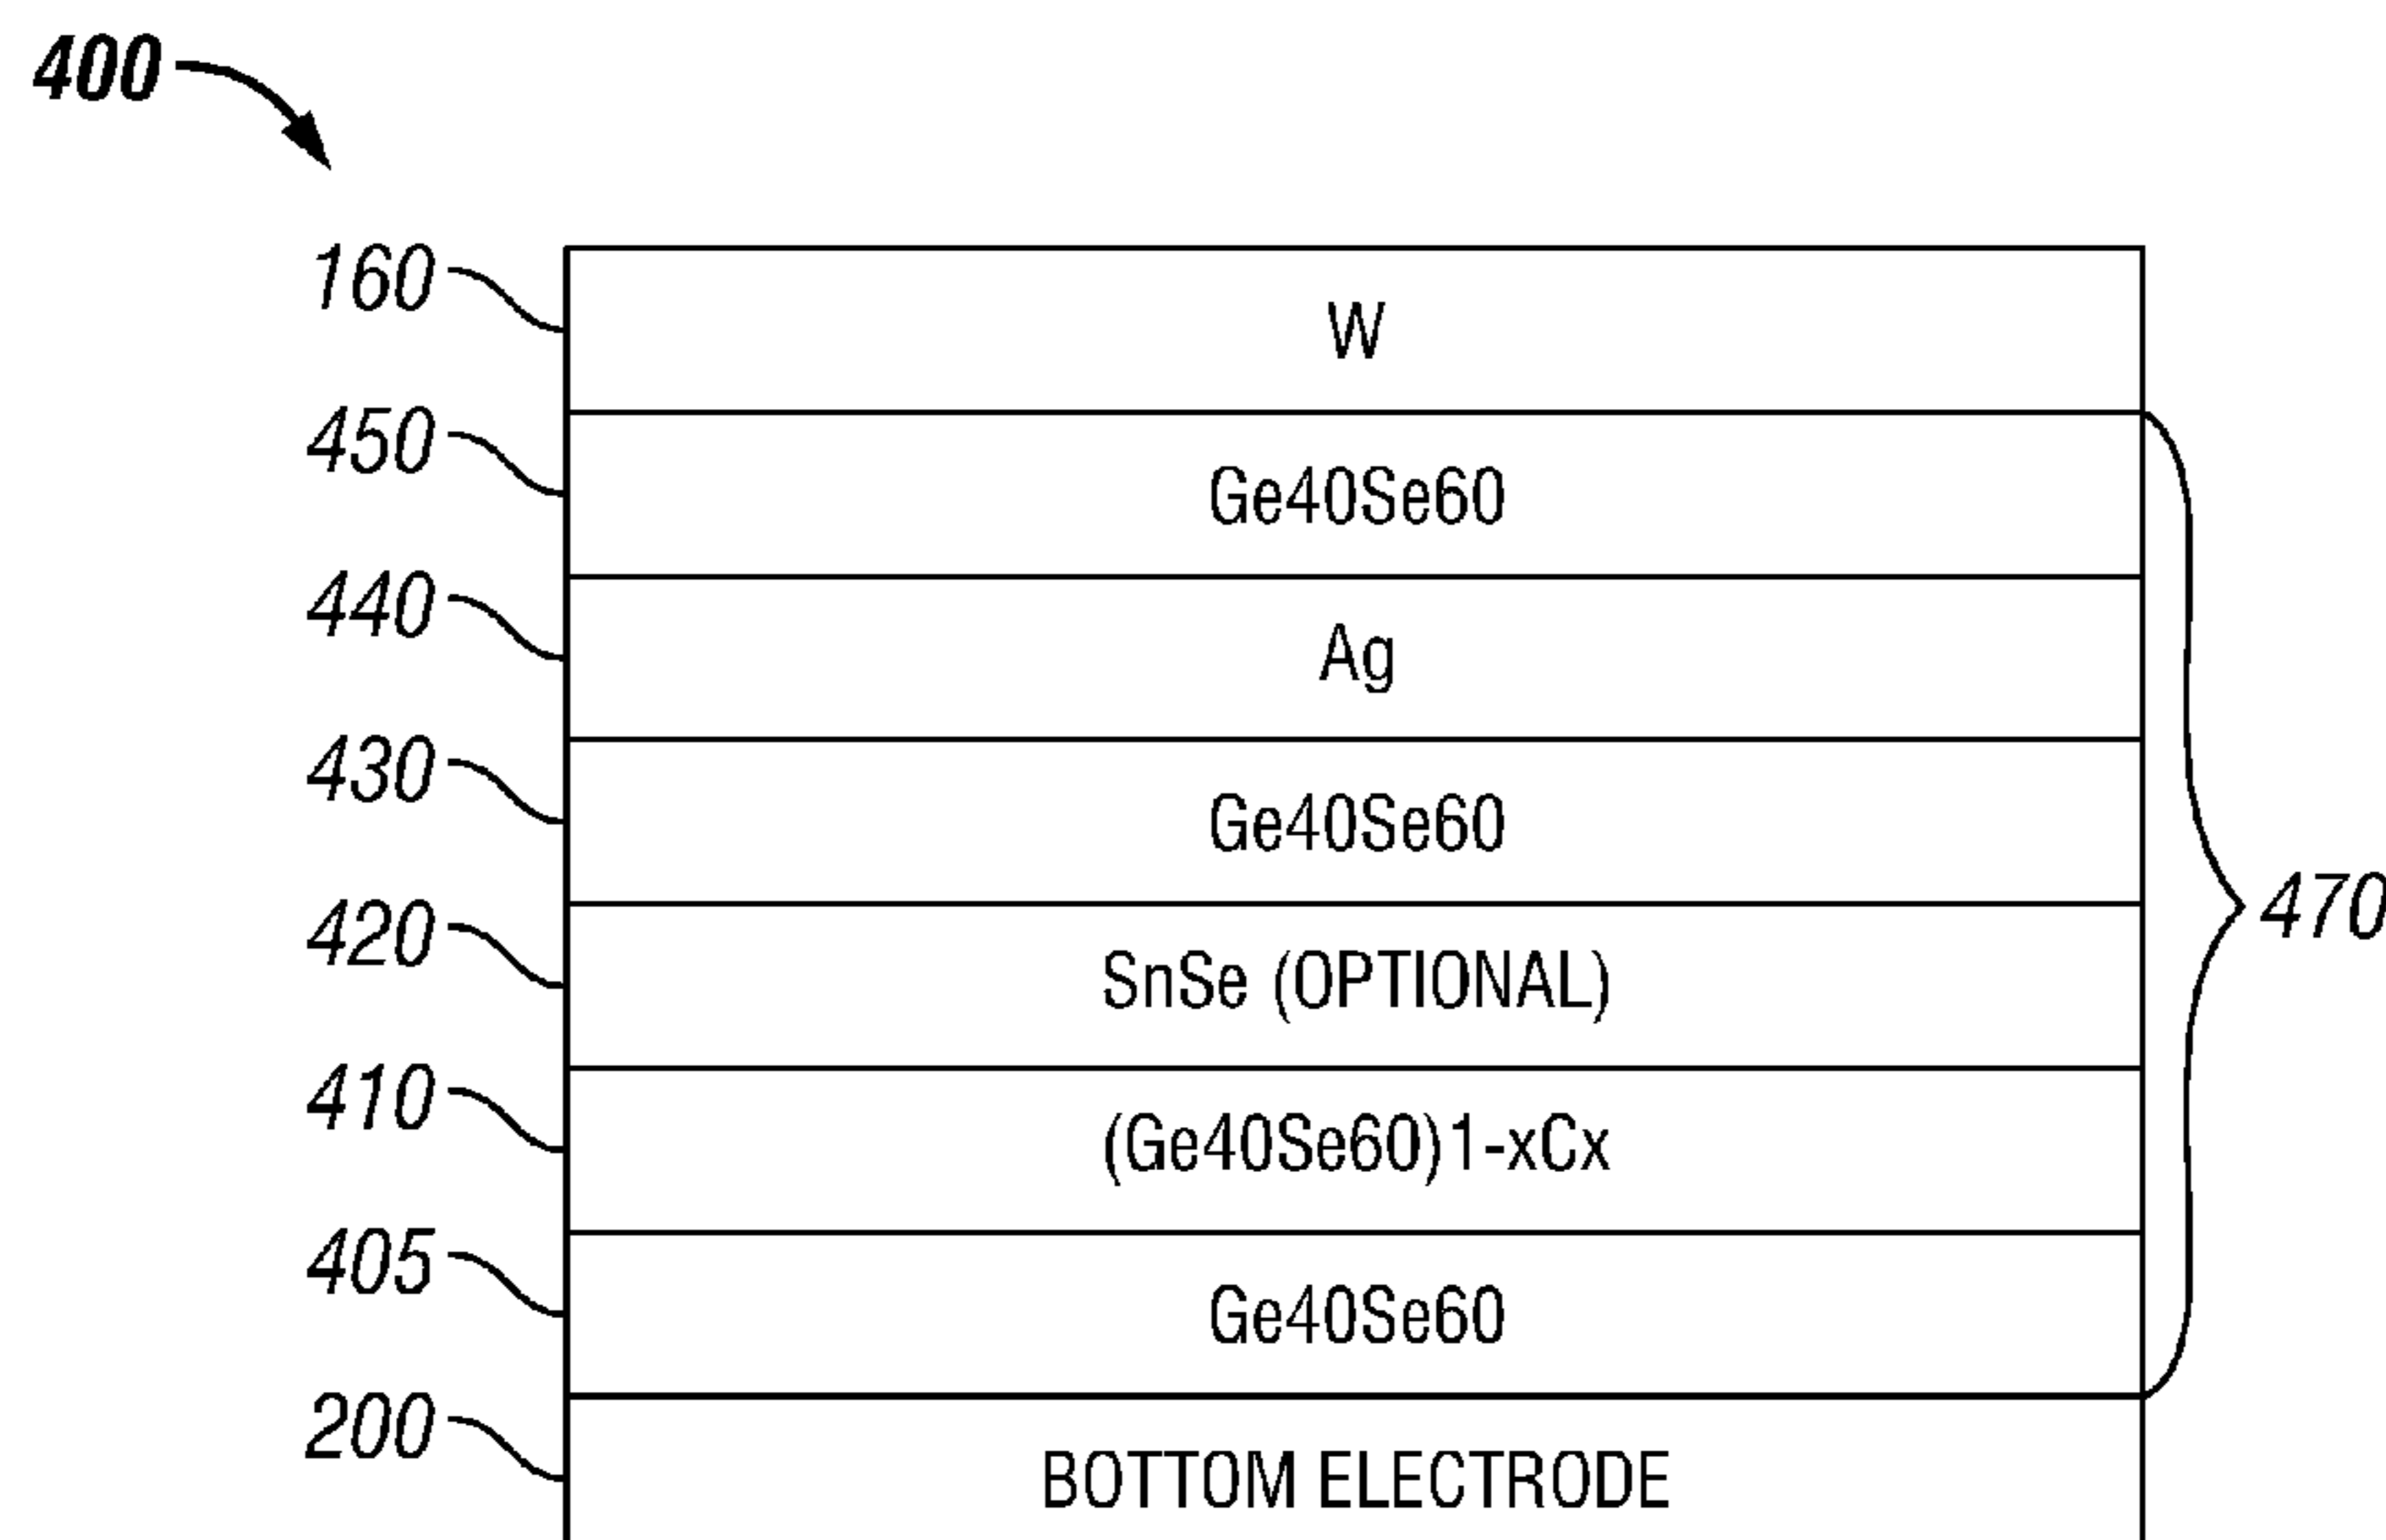 400
160
W
450
Ge40Se60
440
Ag
430
Ge40Se60
420
SnSe (OPTIONAL)
470
410
(Ge40Se60)1-xCx
405
Ge40Se60
200
BOTTOM ELECTRODE